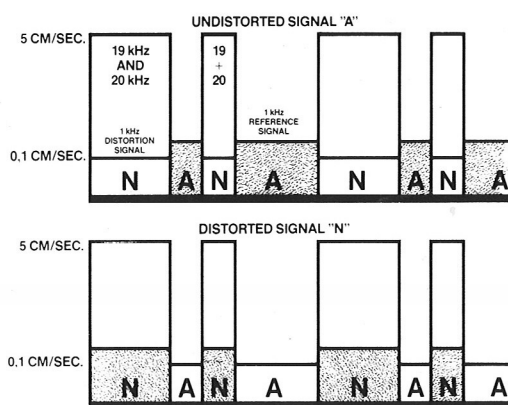 UNDISTORTED SIGNAL "A"
5 CM/SEC.
19 kHz
AND
20 kHz
19
+
20
1 kHz
REFERENCE
SIGNAL
1 kHz
DISTORTION
SIGNAL
0,1 CM/SEC.
N A N A N A N A
DISTORTED SIGNAL "N"
5 CM/SEC.
0,1 CM/SEC.
N A N A N A N A